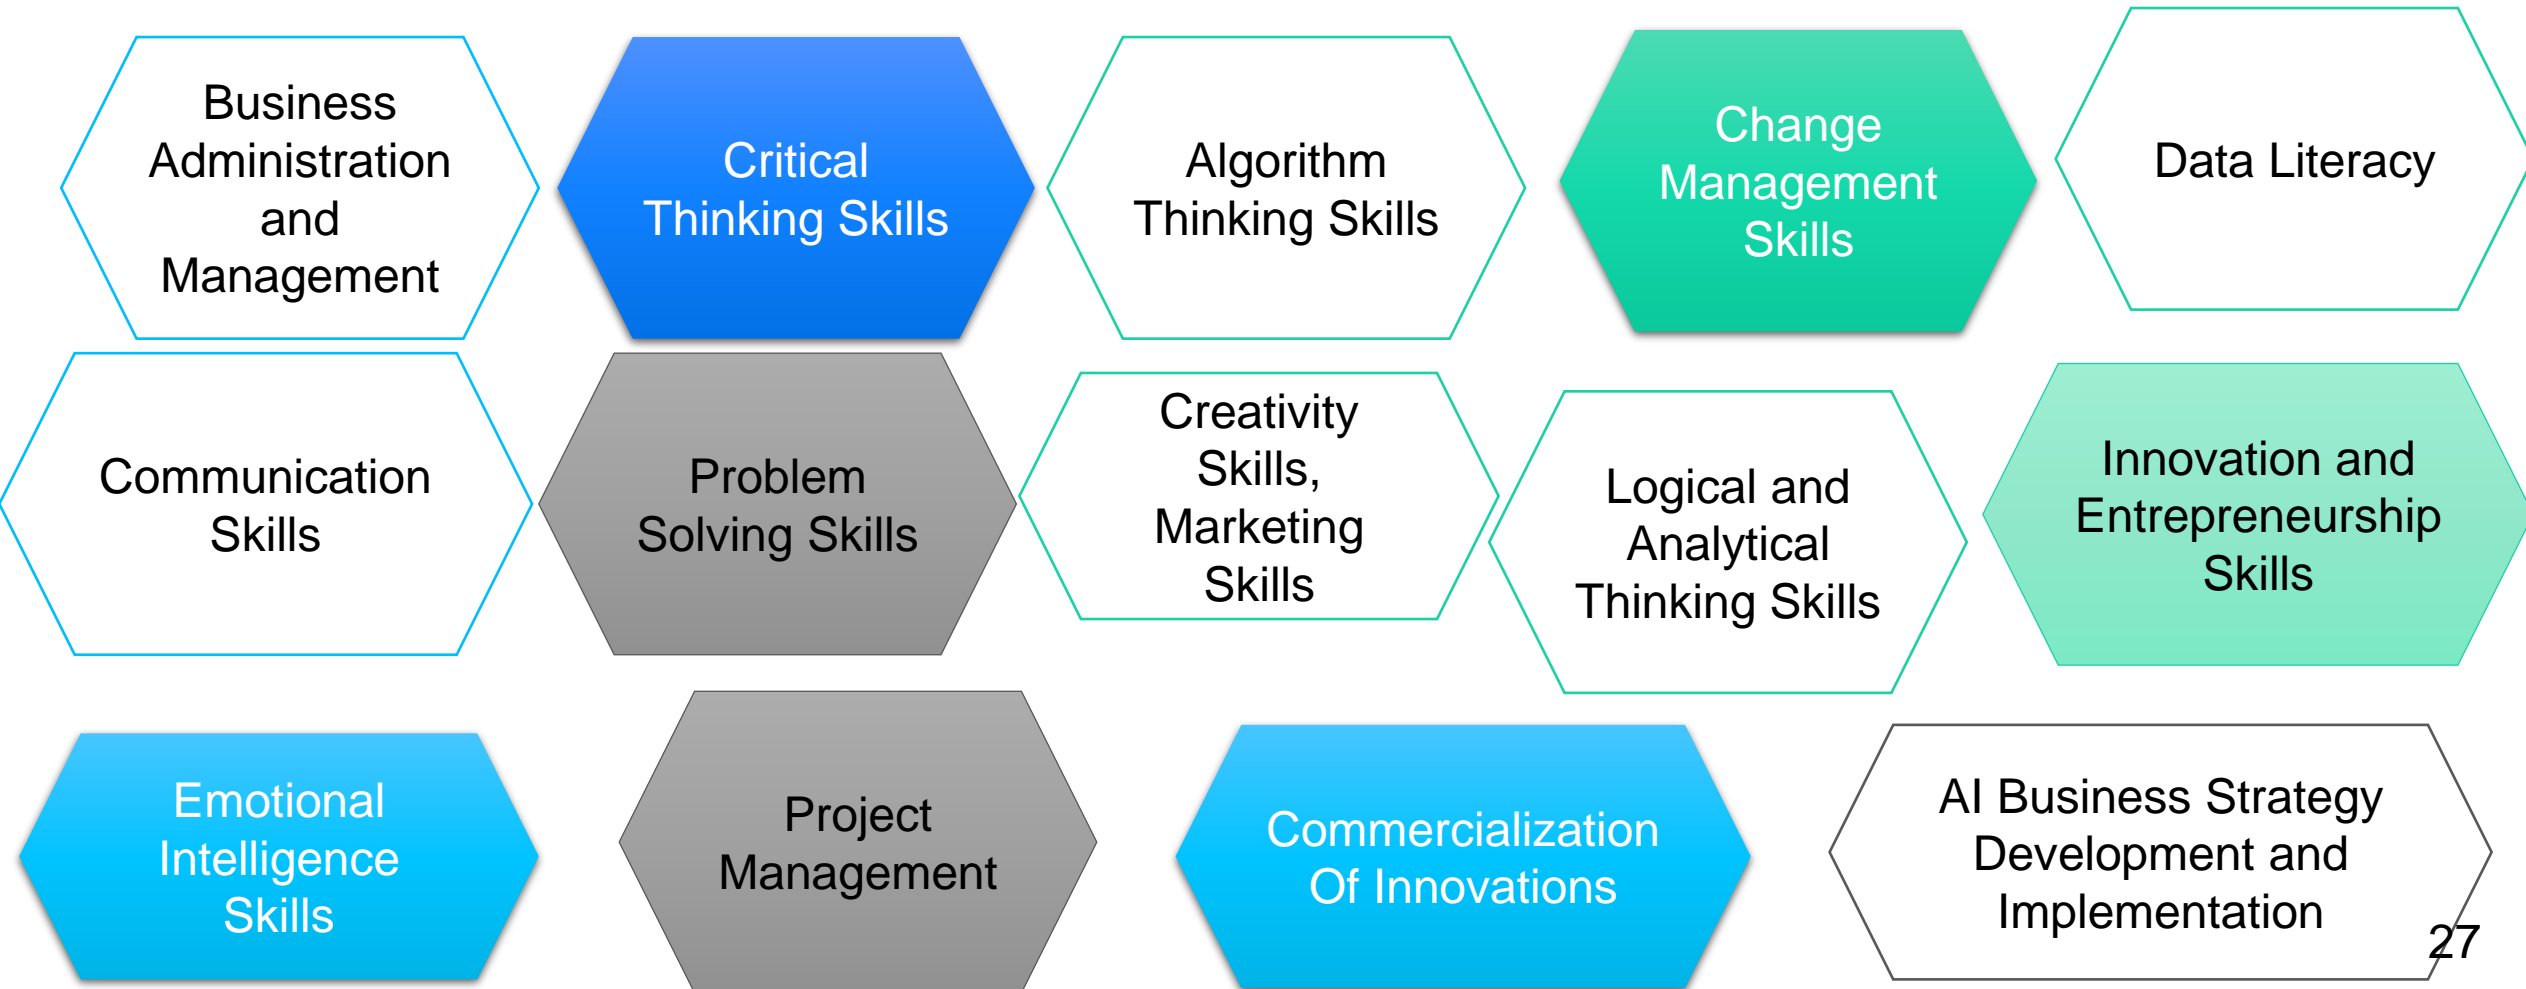 Business
Administration
and
Management
Critical
Thinking Skills
Algorithm
Thinking Skills
Change
Management
Skills
Data Literacy
Communication
Skills
Problem
Solving Skills
Creativity
Skills,
Marketing
Skills
Logical and
Analytical
Thinking Skills
Innovation and
Entrepreneurship
Skills
Emotional
Intelligence
Skills
Project
Management
Commercialization
Of Innovations
AI Business Strategy
Development and
Implementation
27